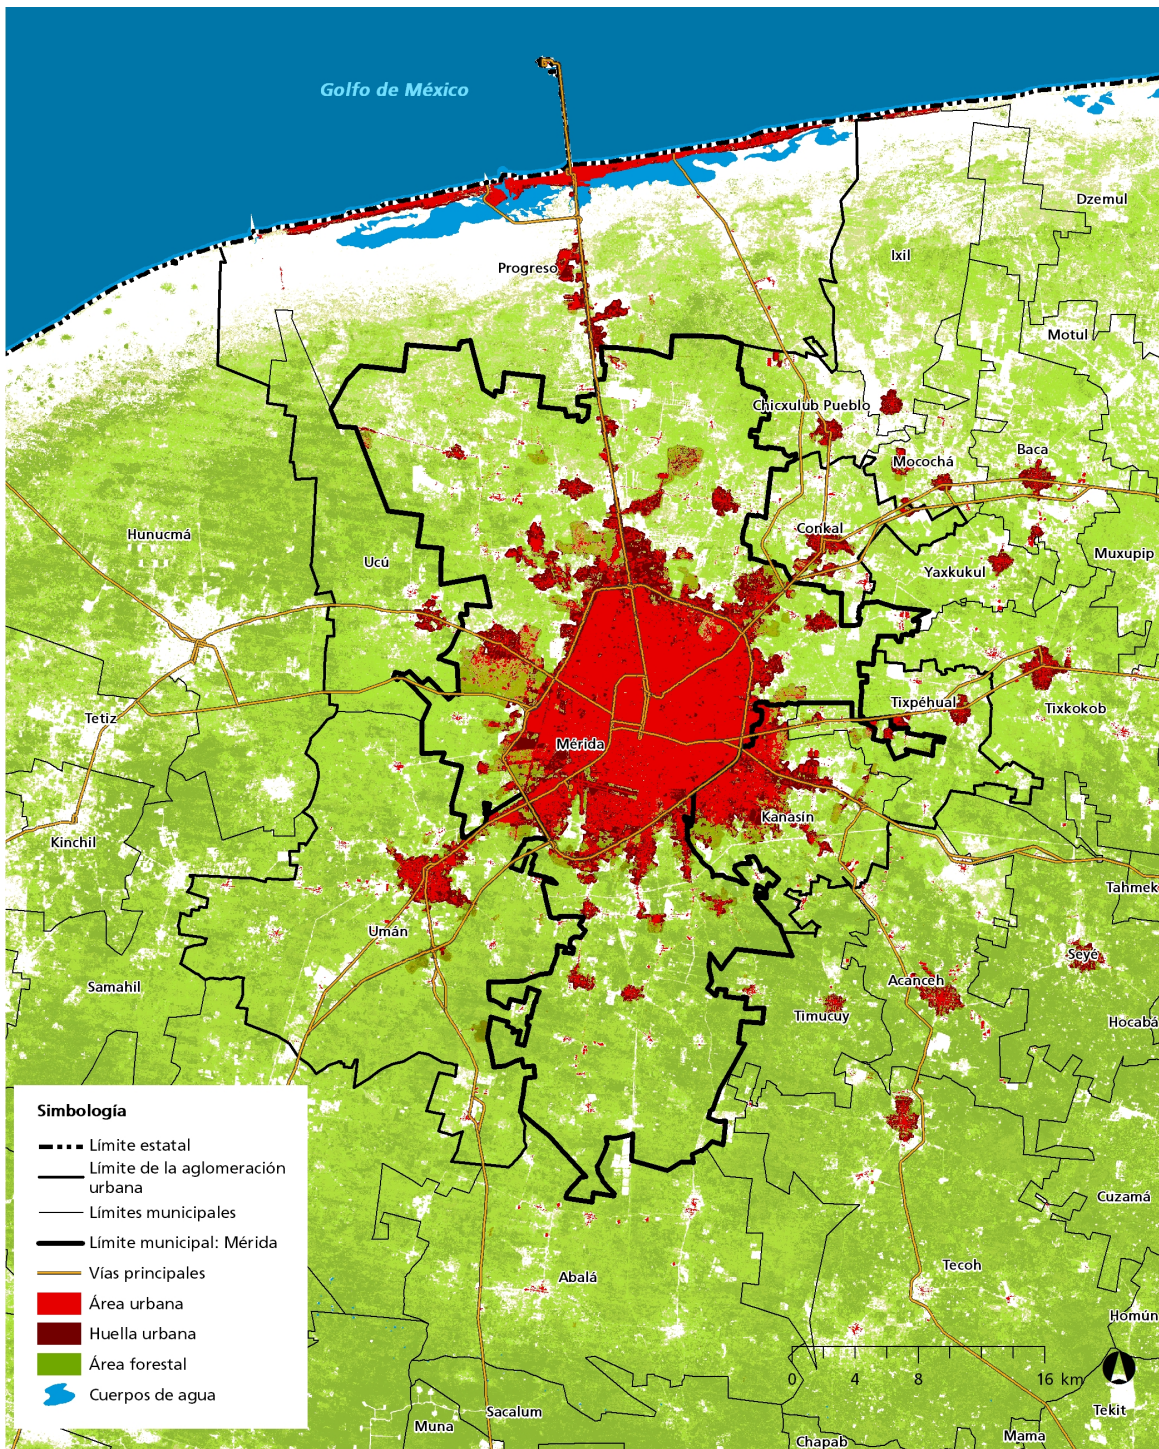 Golfo de México
Dzemul
Ixil
Progreso
Motul
Chicxulub Pueblo
Baca
Mocochá
Conkal
Hunucmá
Muxupip
Ucú
Yaxkukul
Tixpéhual
Tixkokob
Tetiz
Mérida
Kanasín
Kinchil
Tahmek
Umán
Seyé
Acanceh
Samahil
Timucuy
Hocabá
Simbología
Límite estatal
Límite de la aglomeración
urbana
Límites municipales
Límite municipal: Mérida
Vías principales
Área urbana
Huella urbana
Área forestal
Cuerpos de agua
Cuzamá
Tecoh
Abalá
Homún
0 4 8 16 km
Tekit
Sacalum
Muna
Mama
Chapab